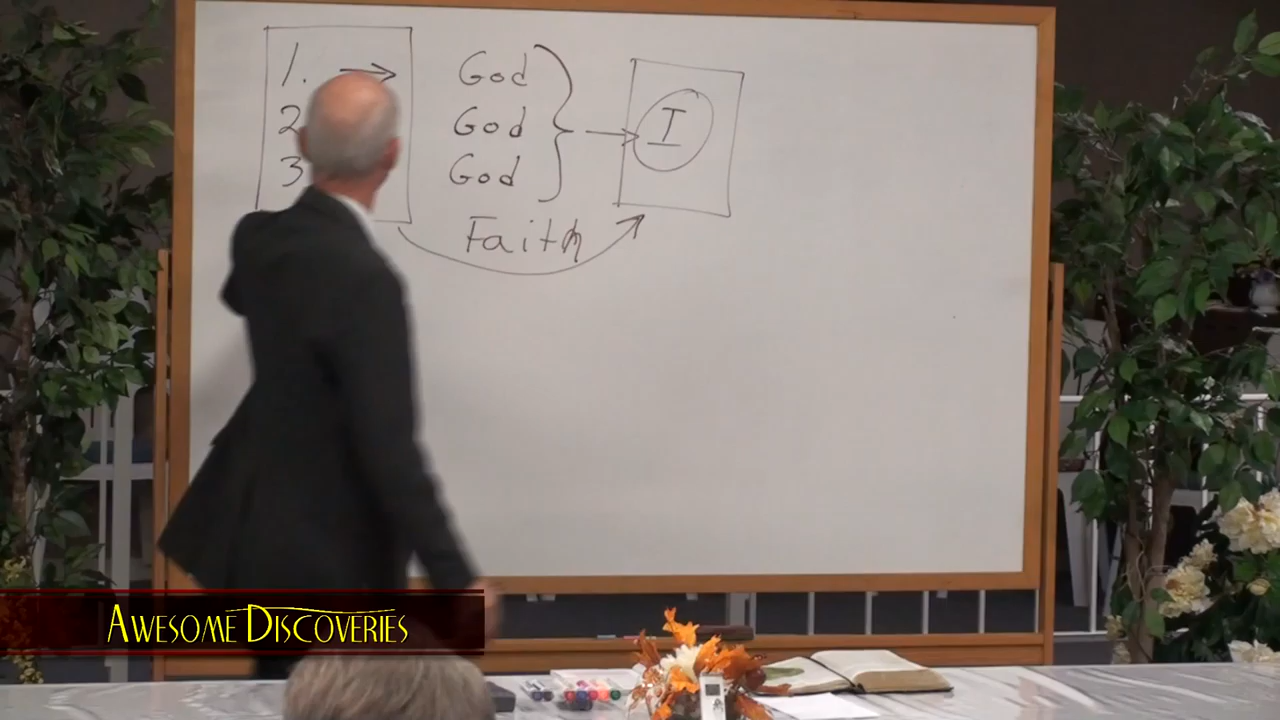 1. → God
2 God → I
3 God
Faith
AWESOME DISCOVERIES